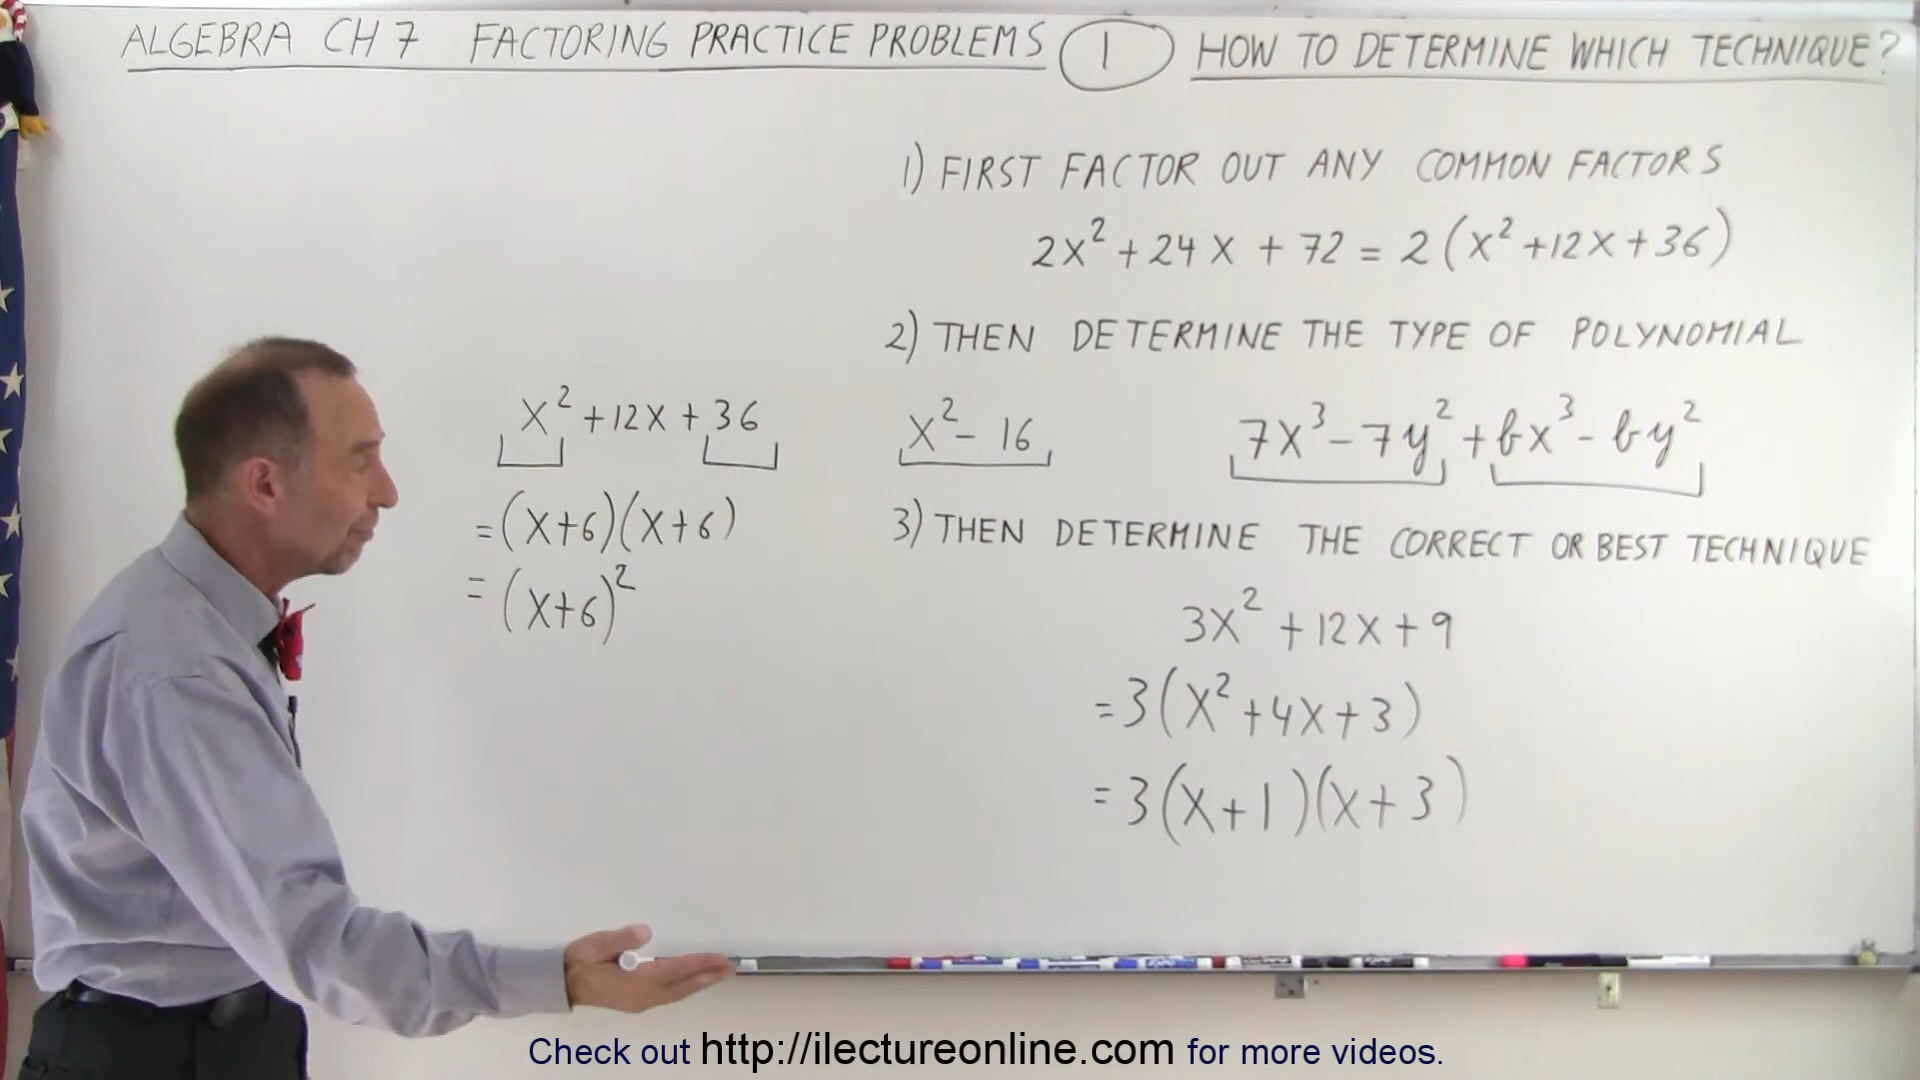 ALGEBRA CH 7 FACTORING PRACTICE PROBLEMS 1 HOW TO DETERMINE WHICH TECHNIQUE?
1) FIRST FACTOR OUT ANY COMMON FACTORS
2x² + 24x + 72 = 2(x² + 12x + 36)
2) THEN DETERMINE THE TYPE OF POLYNOMIAL
x² + 12x + 36
= (x+6)(x+6)
= (x+6)²
x² - 16
7x³ - 7y² + bx³ - by²
3) THEN DETERMINE THE CORRECT OR BEST TECHNIQUE
3x² + 12x + 9
= 3(x² + 4x + 3)
= 3(x+1)(x+3)
Check out http://ilectureonline.com for more videos.